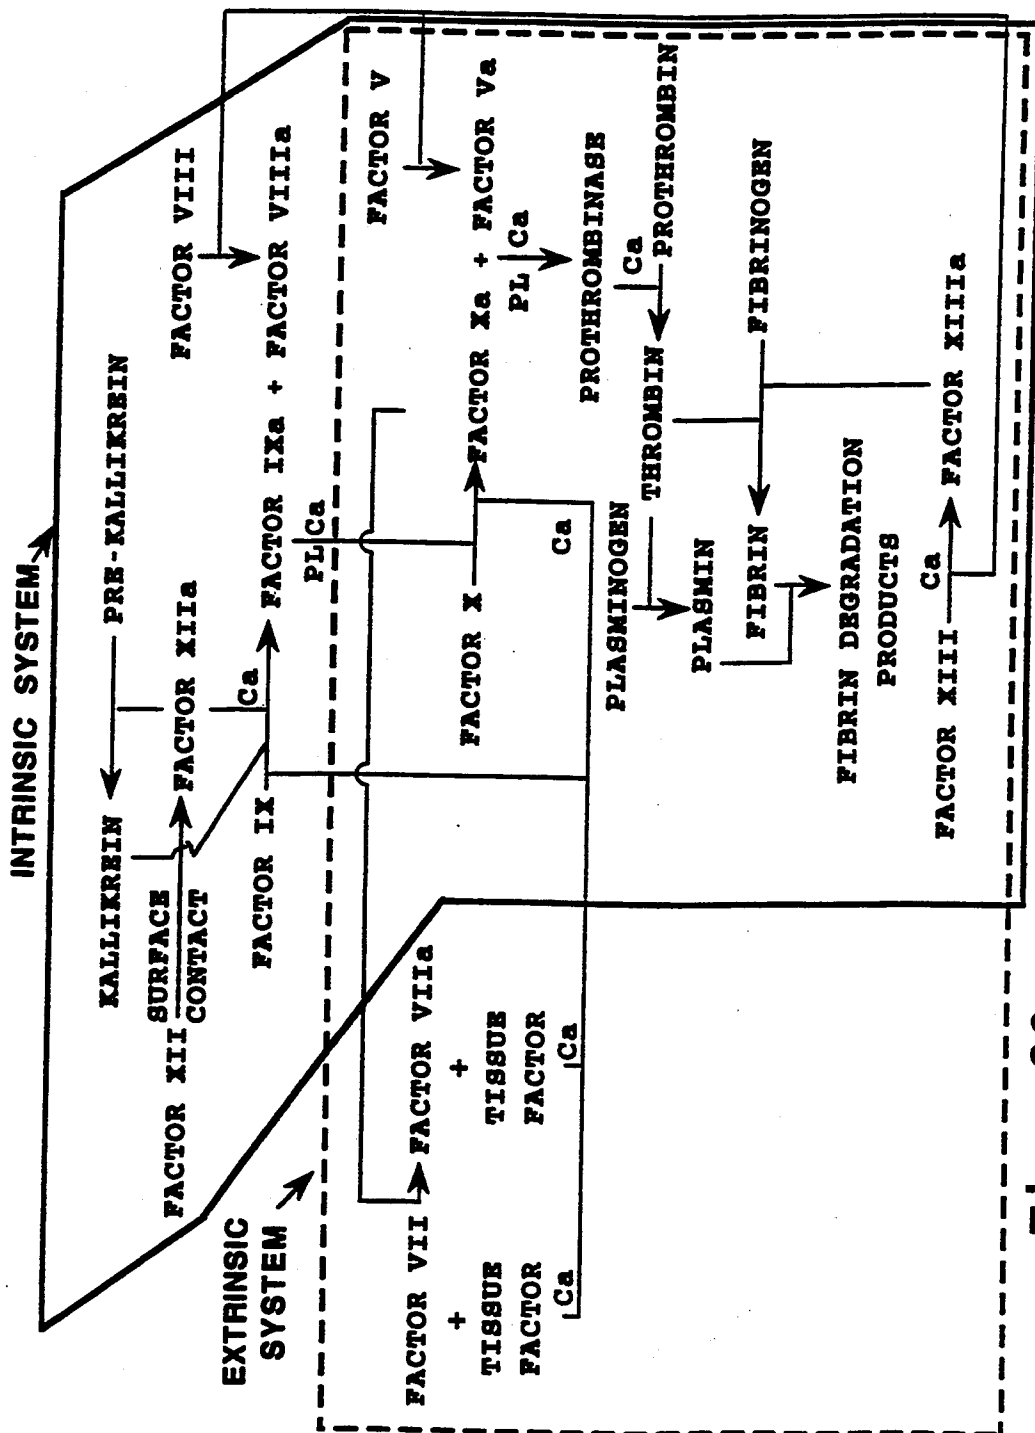 INTRINSIC SYSTEM
KALLIKREIN
PRE-KALLIKREIN
SURFACE
CONTACT
FACTOR XII
FACTOR XIIa
FACTOR VIII
Ca
FACTOR IX
FACTOR IXa + FACTOR VIIIa
EXTRINSIC
SYSTEM
PL
Ca
FACTOR V
FACTOR VII
+
TISSUE
FACTOR
Ca
FACTOR VIIa
+
TISSUE
FACTOR
Ca
FACTOR X
FACTOR Xa + FACTOR Va
Ca
PL
Ca
PROTHROMBINASE
Ca
PLASMINOGEN
THROMBIN
PROTHROMBIN
PLASMIN
FIBRIN
FIBRINOGEN
FIBRIN DEGRADATION
PRODUCTS
FACTOR XIII
Ca
FACTOR XIIIa